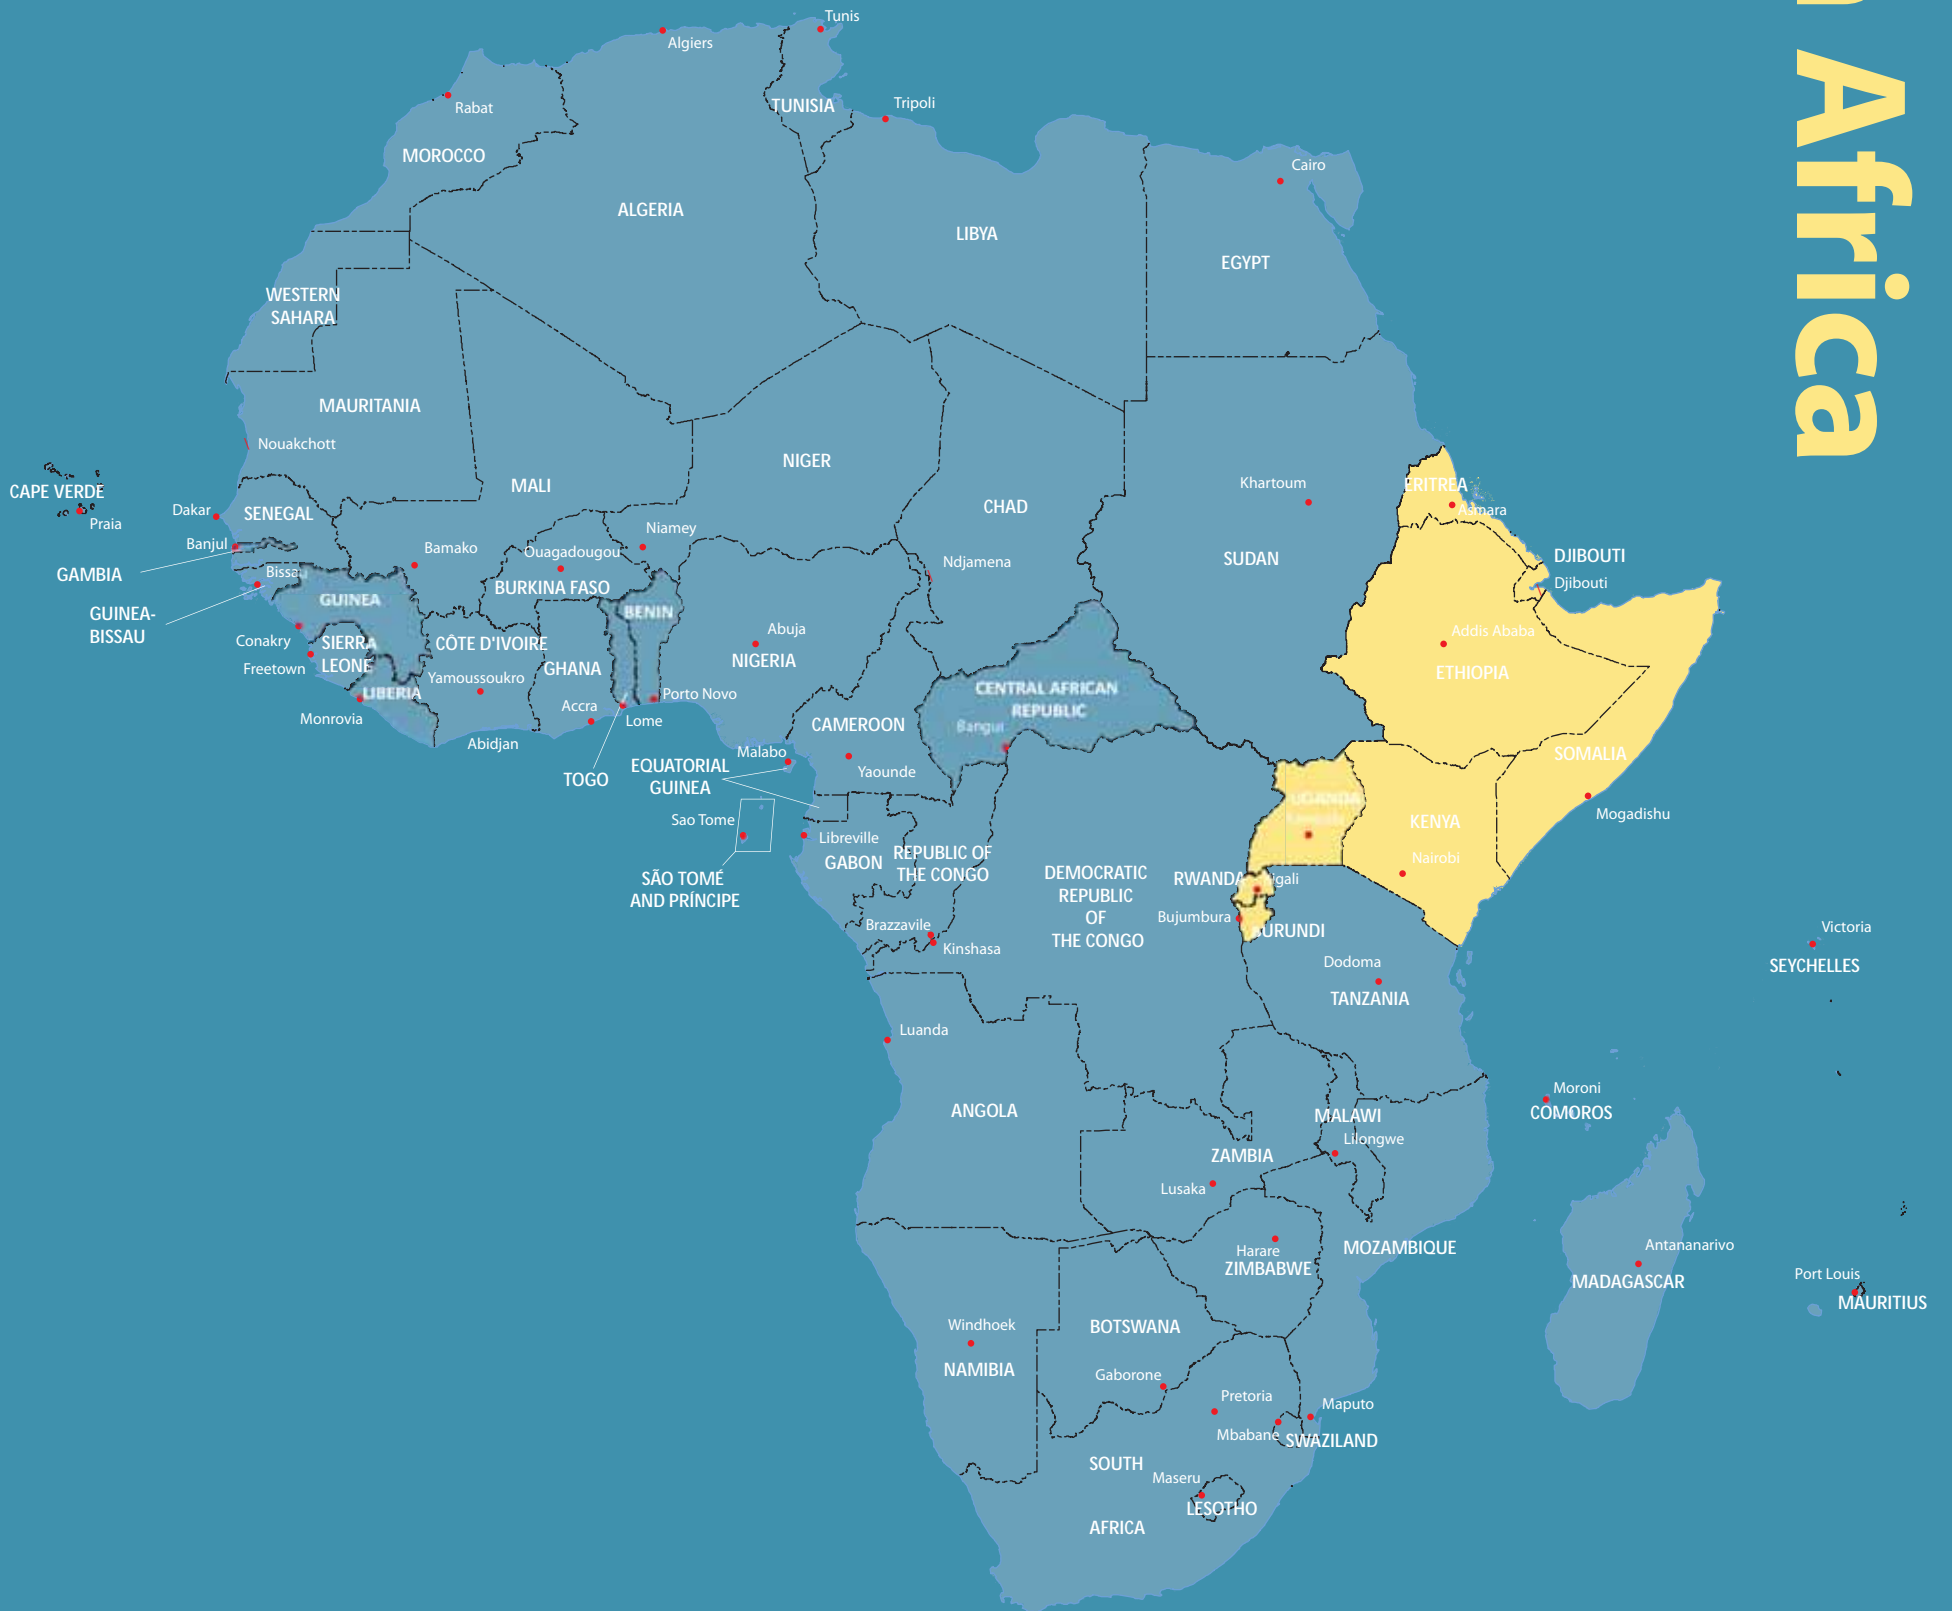 n Africa
Tunis
Algiers
Rabat
TUNISIA
Tripoli
MOROCCO
Cairo
ALGERIA
LIBYA
EGYPT
WESTERN
SAHARA
MAURITANIA
Nouakchott
NIGER
MALI
CHAD
Khartoum
ERITREA
Asmara
CAPE VERDE
Praia
Dakar
SENEGAL
Banjul
GAMBIA
Bissau
GUINEA-
BISSAU
Bamako
Niamey
Ouagadougou
BURKINA FASO
Ndjamena
SUDAN
DJIBOUTI
Djibouti
GUINEA
BENIN
Conakry
SIERRA
LEONE
Freetown
CÔTE D'IVOIRE
GHANA
Abuja
NIGERIA
Addis Ababa
ETHIOPIA
LIBERIA
Yamoussoukro
Porto Novo
Monrovia
Accra
Lome
Abidjan
CENTRAL AFRICAN
REPUBLIC
Bangui
CAMEROON
Malabo
Yaounde
TOGO
EQUATORIAL
GUINEA
SOMALIA
Mogadishu
UGANDA
Kampala
KENYA
Nairobi
Sao Tome
Libreville
GABON
REPUBLIC OF
THE CONGO
SÃO TOMÉ
AND PRÍNCIPE
DEMOCRATIC
REPUBLIC
OF
THE CONGO
RWANDA
Kigali
Bujumbura
BURUNDI
Brazzavile
Kinshasa
Dodoma
TANZANIA
Victoria
SEYCHELLES
Luanda
ANGOLA
Moroni
COMOROS
MALAWI
Lilongwe
ZAMBIA
Lusaka
Harare
ZIMBABWE
MOZAMBIQUE
Antananarivo
MADAGASCAR
Port Louis
MAURITIUS
Windhoek
NAMIBIA
BOTSWANA
Gaborone
Pretoria
Maputo
Mbabane
SWAZILAND
SOUTH
AFRICA
Maseru
LESOTHO